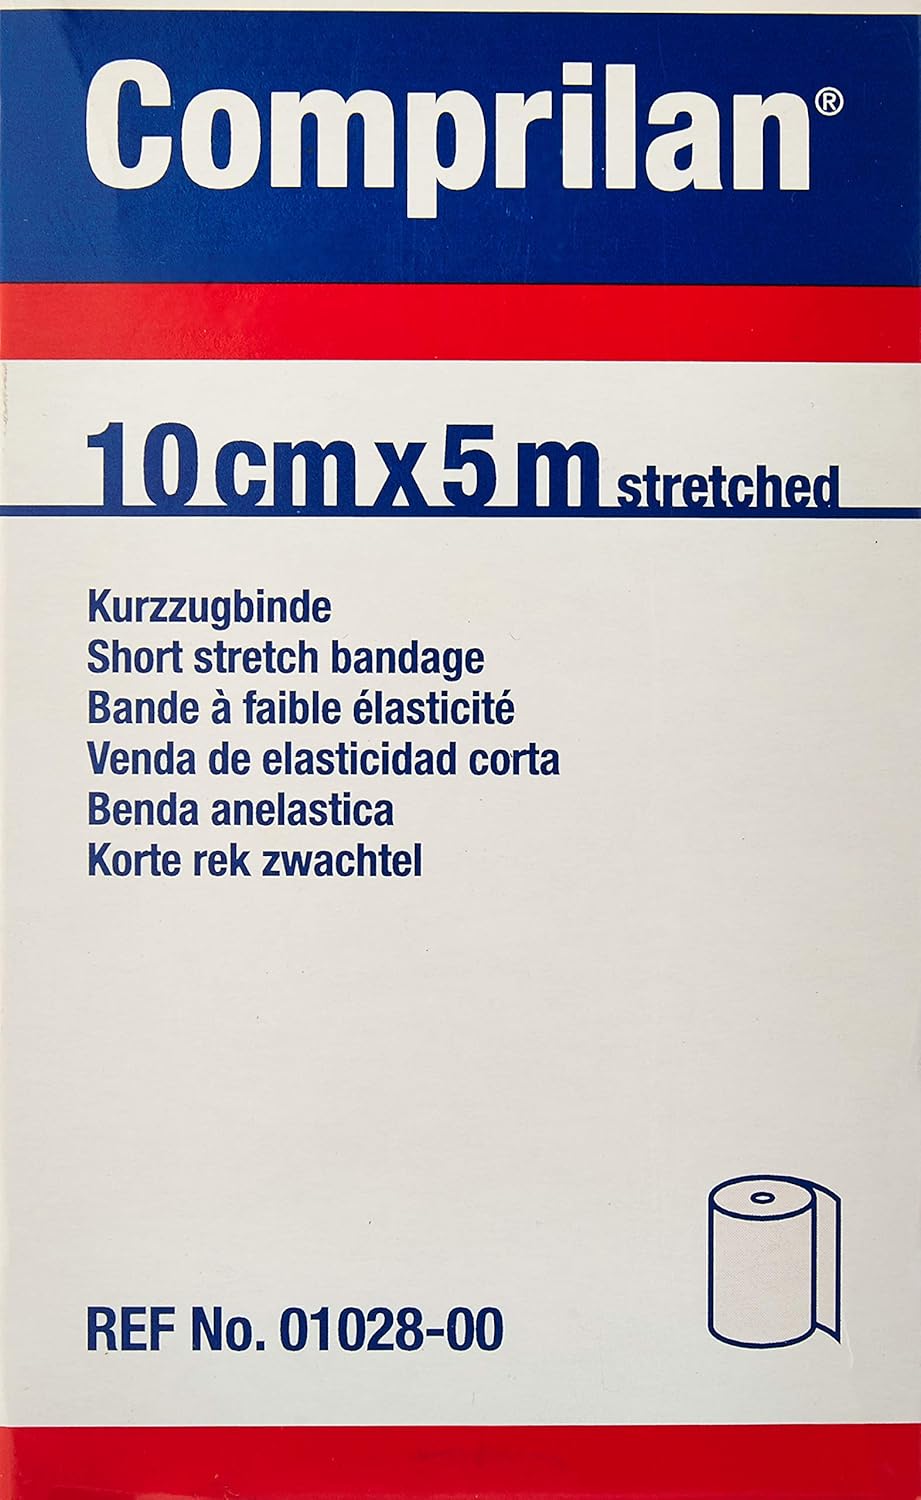 Comprilan®
10 cm x 5 m stretched
Kurzzugbinde
Short stretch bandage
Bande à faible élasticité
Venda de elasticidad corta
Benda anelastica
Korte rek zwachtel
REF No. 01028-00